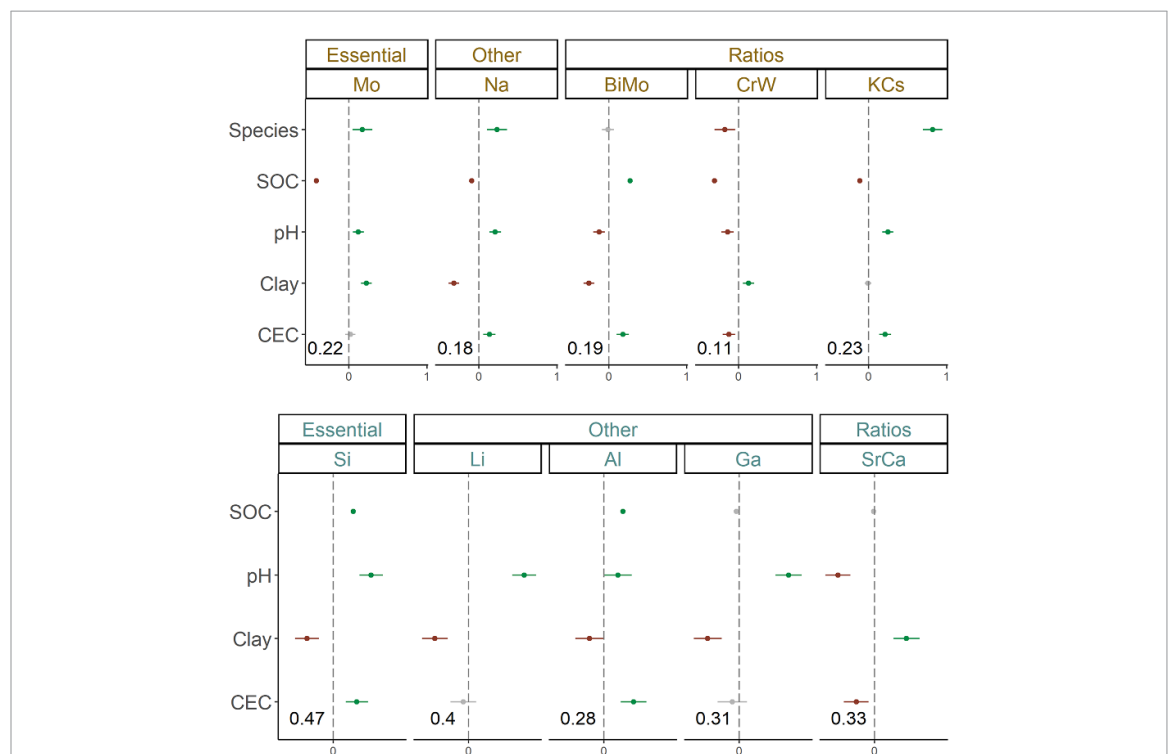 Essential Other Ratios
Mo Na BiMo CrW KCs
Species
SOC
pH
Clay
CEC
0.22 0.18 0.19 0.11 0.23
0 1 0 1 0 1 0 1 0 1
Essential Other Ratios
Si Li Al Ga SrCa
SOC
pH
Clay
CEC
0.47 0.4 0.28 0.31 0.33
0 0 0 0 0